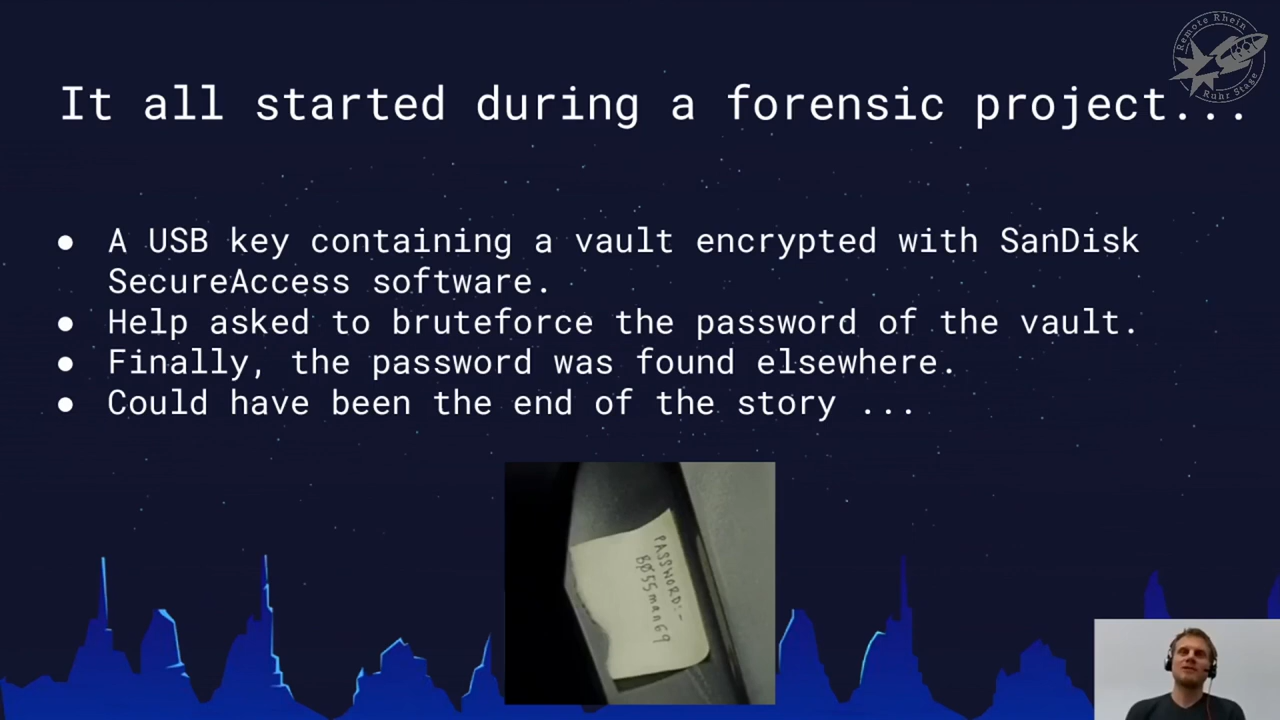 Remote Rhein
Ruhr Stage
It all started during a forensic project...
● A USB key containing a vault encrypted with SanDisk
SecureAccess software.
● Help asked to bruteforce the password of the vault.
● Finally, the password was found elsewhere.
● Could have been the end of the story ...
PASSWORD:-
BØ55man69